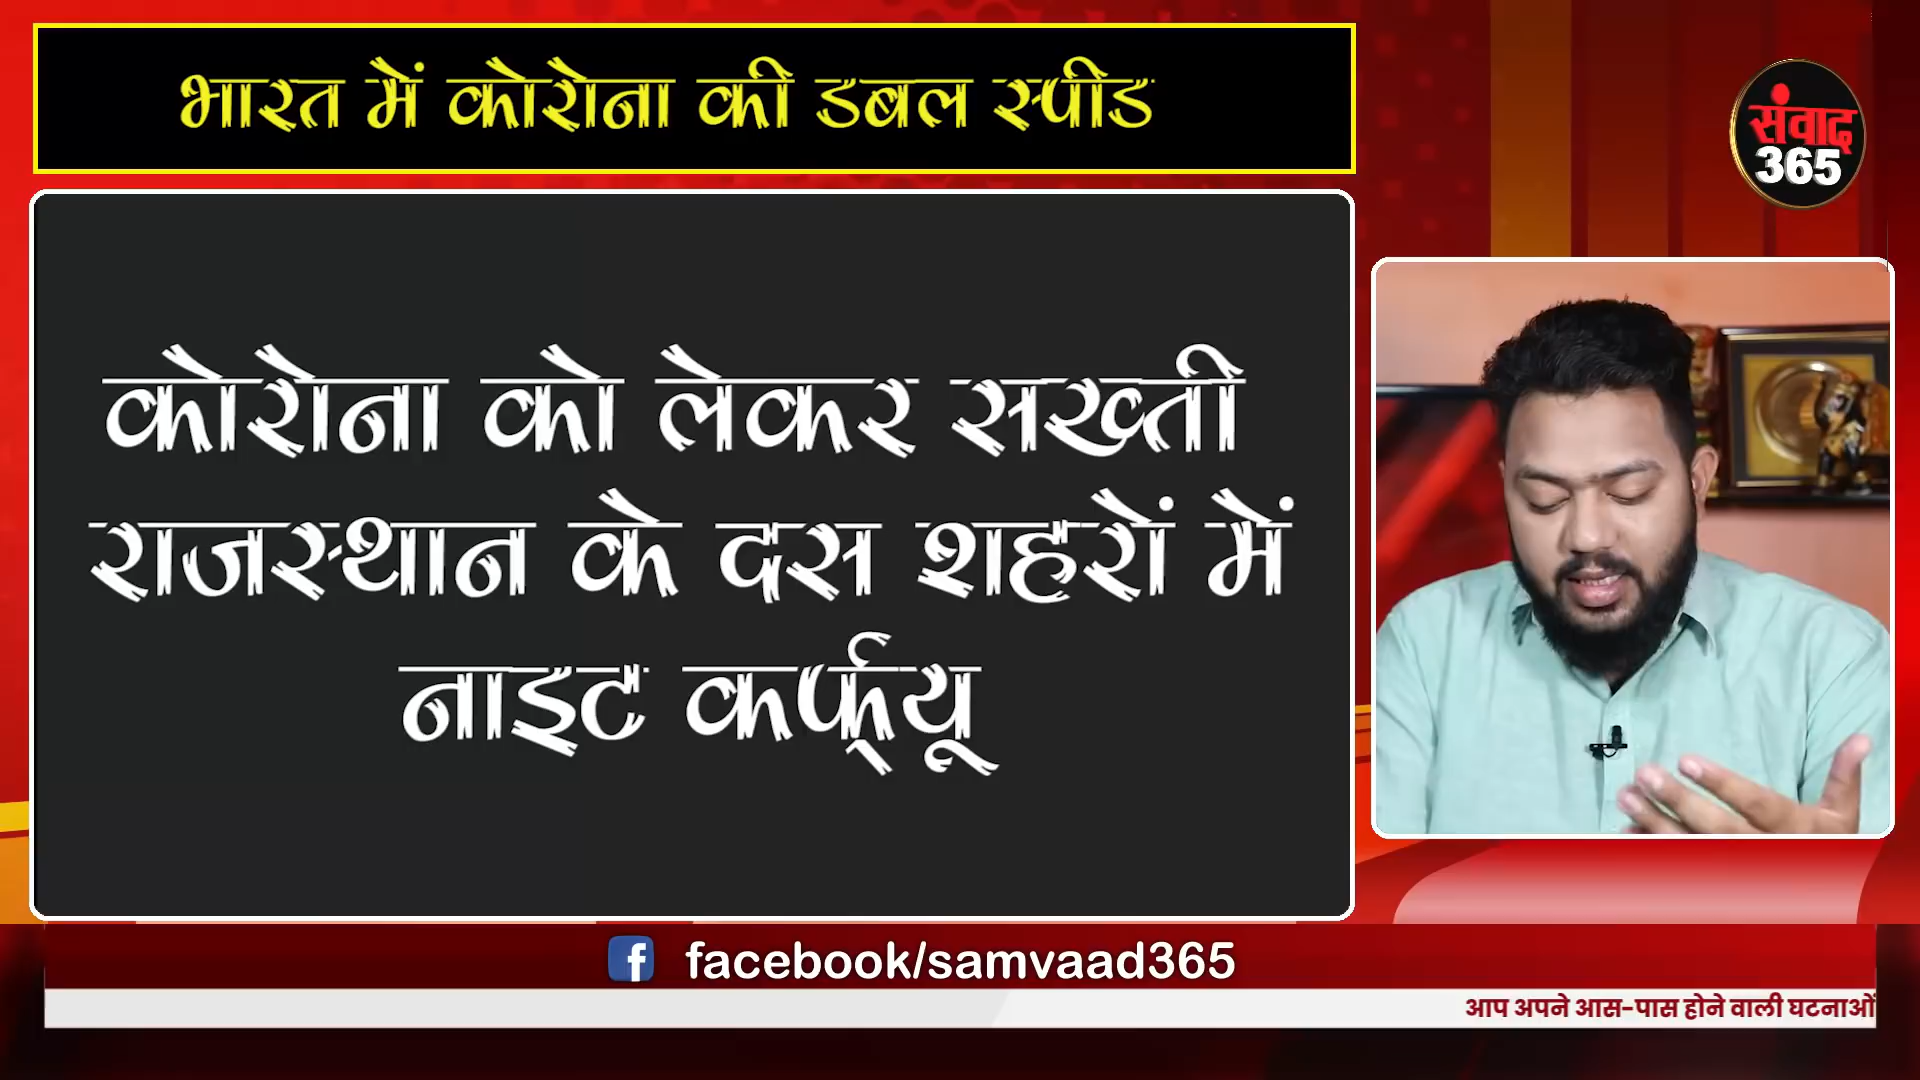 भारत में कोरोना की डबल स्पीड
संवाद
365
कोरोना को लेकर सख्ती
राजस्थान के दस शहरों में
नाइट कर्फ्यू
facebook/samvaad365
आप अपने आस-पास होने वाली घटनाओं